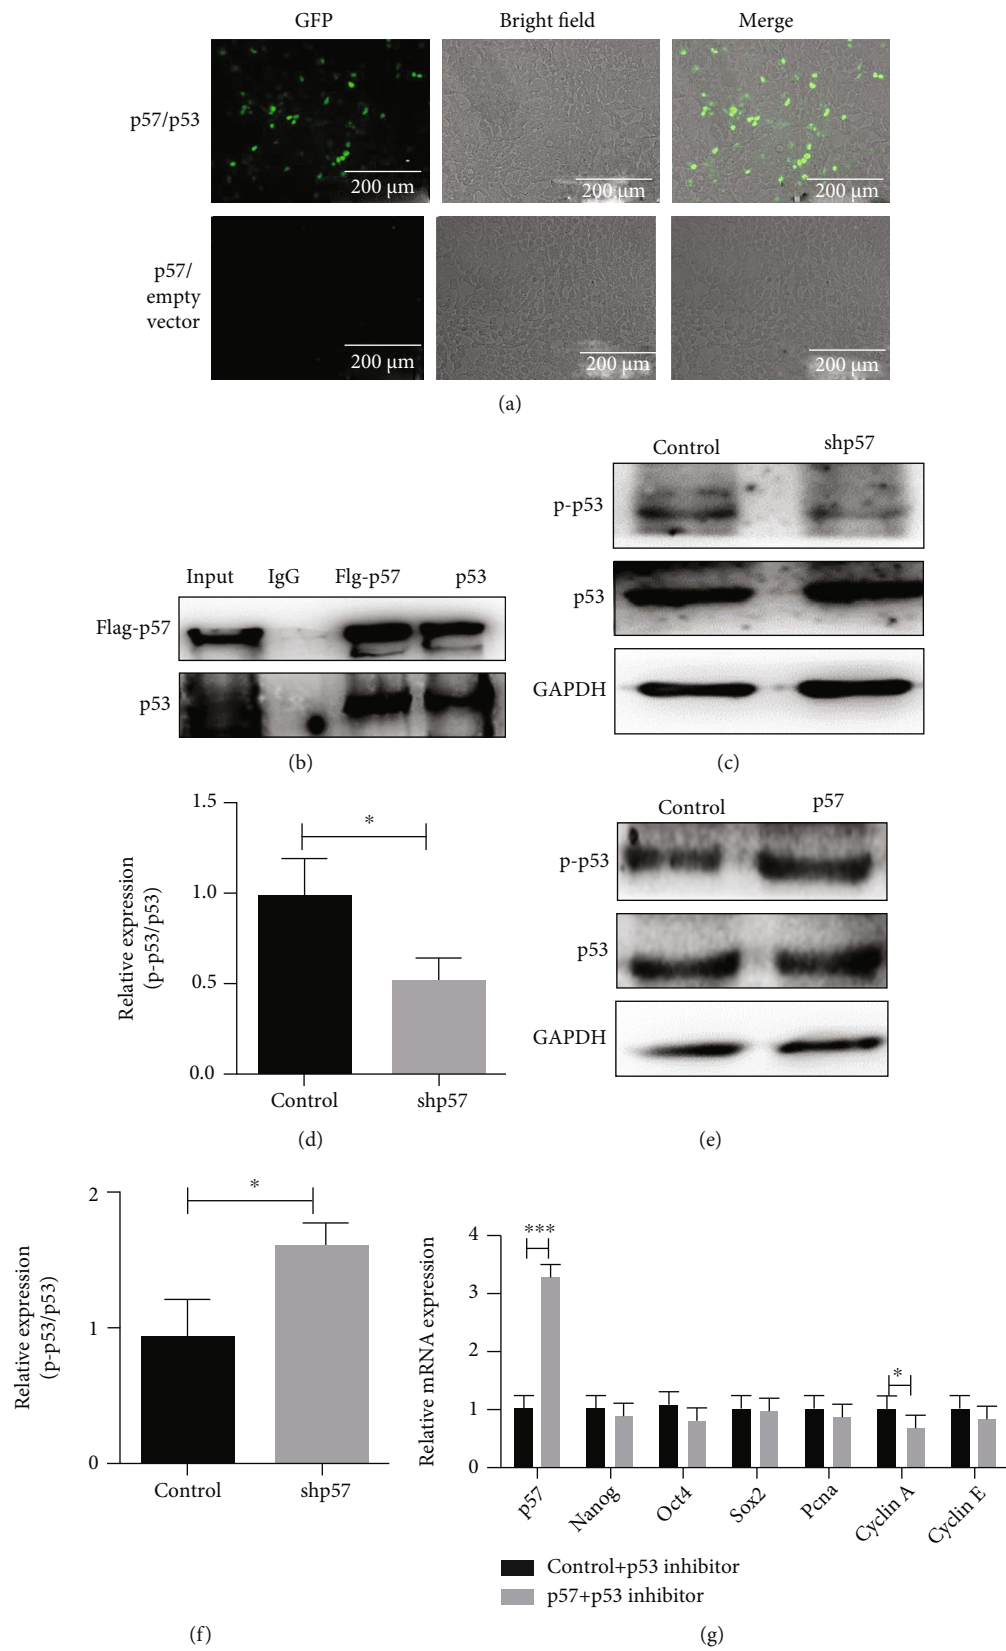 GFP Bright field Merge
p57/p53
200 μm 200 μm 200 μm
p57/
empty
vector
200 μm 200 μm 200 μm
(a)
Input IgG Flg-p57 p53
Flag-p57
p53
(b)
Control shp57
p-p53
p53
GAPDH
(c)
Relative expression
(p-p53/p53)
1.5
1.0
0.5
0.0
*
Control shp57
(d)
Control p57
p-p53
p53
GAPDH
(e)
Relative expression
(p-p53/p53)
2
1
0
*
Control shp57
(f)
Relative mRNA expression
4
3
2
1
0
***
*
p57 Nanog Oct4 Sox2 Pcna Cyclin A Cyclin E
Control+p53 inhibitor
p57+p53 inhibitor
(g)